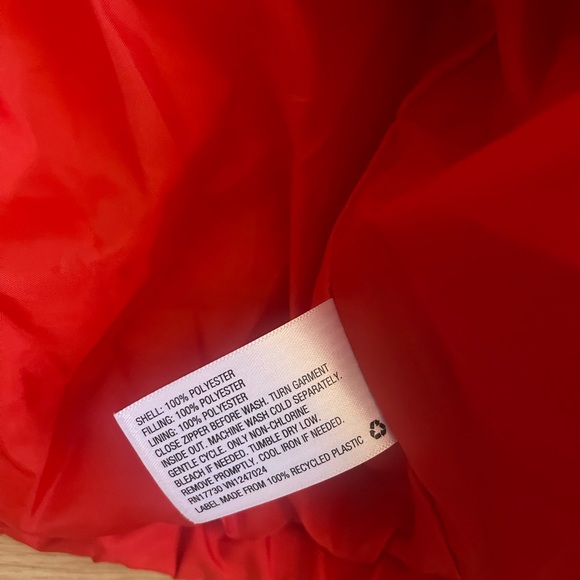 SHELL: 100% POLYESTER
FILLING: 100% POLYESTER
LINING: 100% POLYESTER
CLOSE ZIPPER BEFORE WASH. TURN GARMENT
INSIDE OUT. MACHINE WASH COLD SEPARATELY.
GENTLE CYCLE. ONLY NON-CHLORINE
BLEACH IF NEEDED. TUMBLE DRY LOW.
REMOVE PROMPTLY. COOL IRON IF NEEDED.
RN17730 VN1247024
LABEL MADE FROM 100% RECYCLED PLASTIC